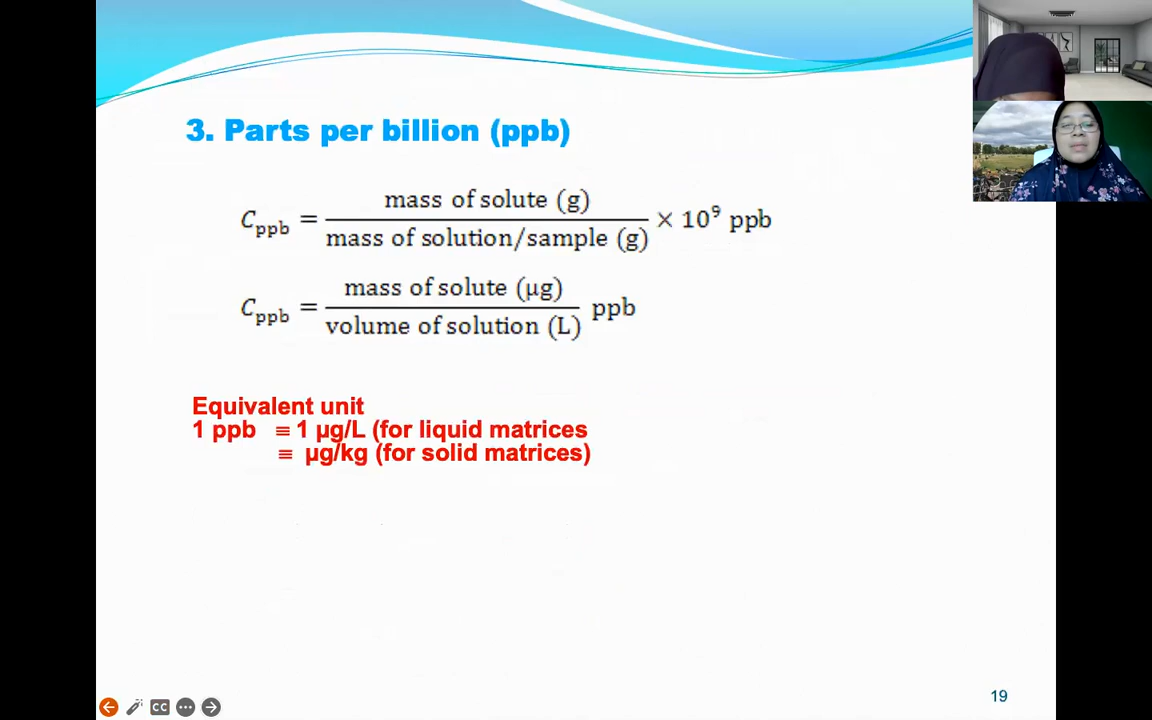 3. Parts per billion (ppb)
C_ppb = mass of solute (g) / mass of solution/sample (g) × 10⁹ ppb
C_ppb = mass of solute (µg) / volume of solution (L) ppb
Equivalent unit
1 ppb ≡ 1 µg/L (for liquid matrices
≡ µg/kg (for solid matrices)
CC
19